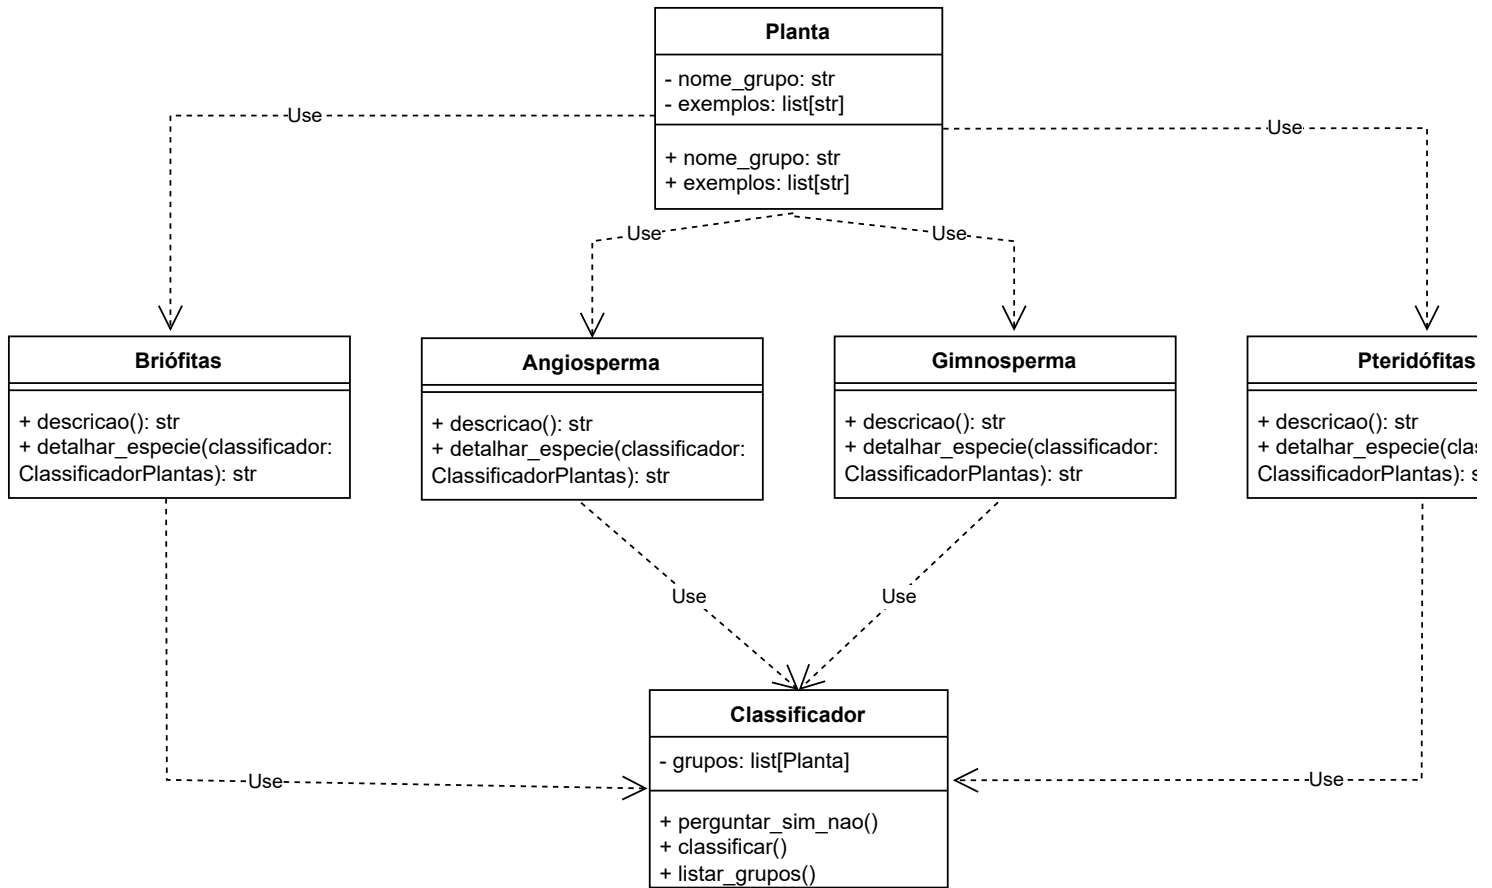 Planta
- nome_grupo: str
- exemplos: list[str]
+ nome_grupo: str
+ exemplos: list[str]
Use
Use
Use
Use
Briófitas
+ descricao(): str
+ detalhar_especie(classificador:
ClassificadorPlantas): str
Angiosperma
+ descricao(): str
+ detalhar_especie(classificador:
ClassificadorPlantas): str
Gimnosperma
+ descricao(): str
+ detalhar_especie(classificador:
ClassificadorPlantas): str
Pteridófitas
+ descricao(): str
+ detalhar_especie(clas
ClassificadorPlantas): s
Use
Use
Use
Use
Classificador
- grupos: list[Planta]
+ perguntar_sim_nao()
+ classificar()
+ listar_grupos()